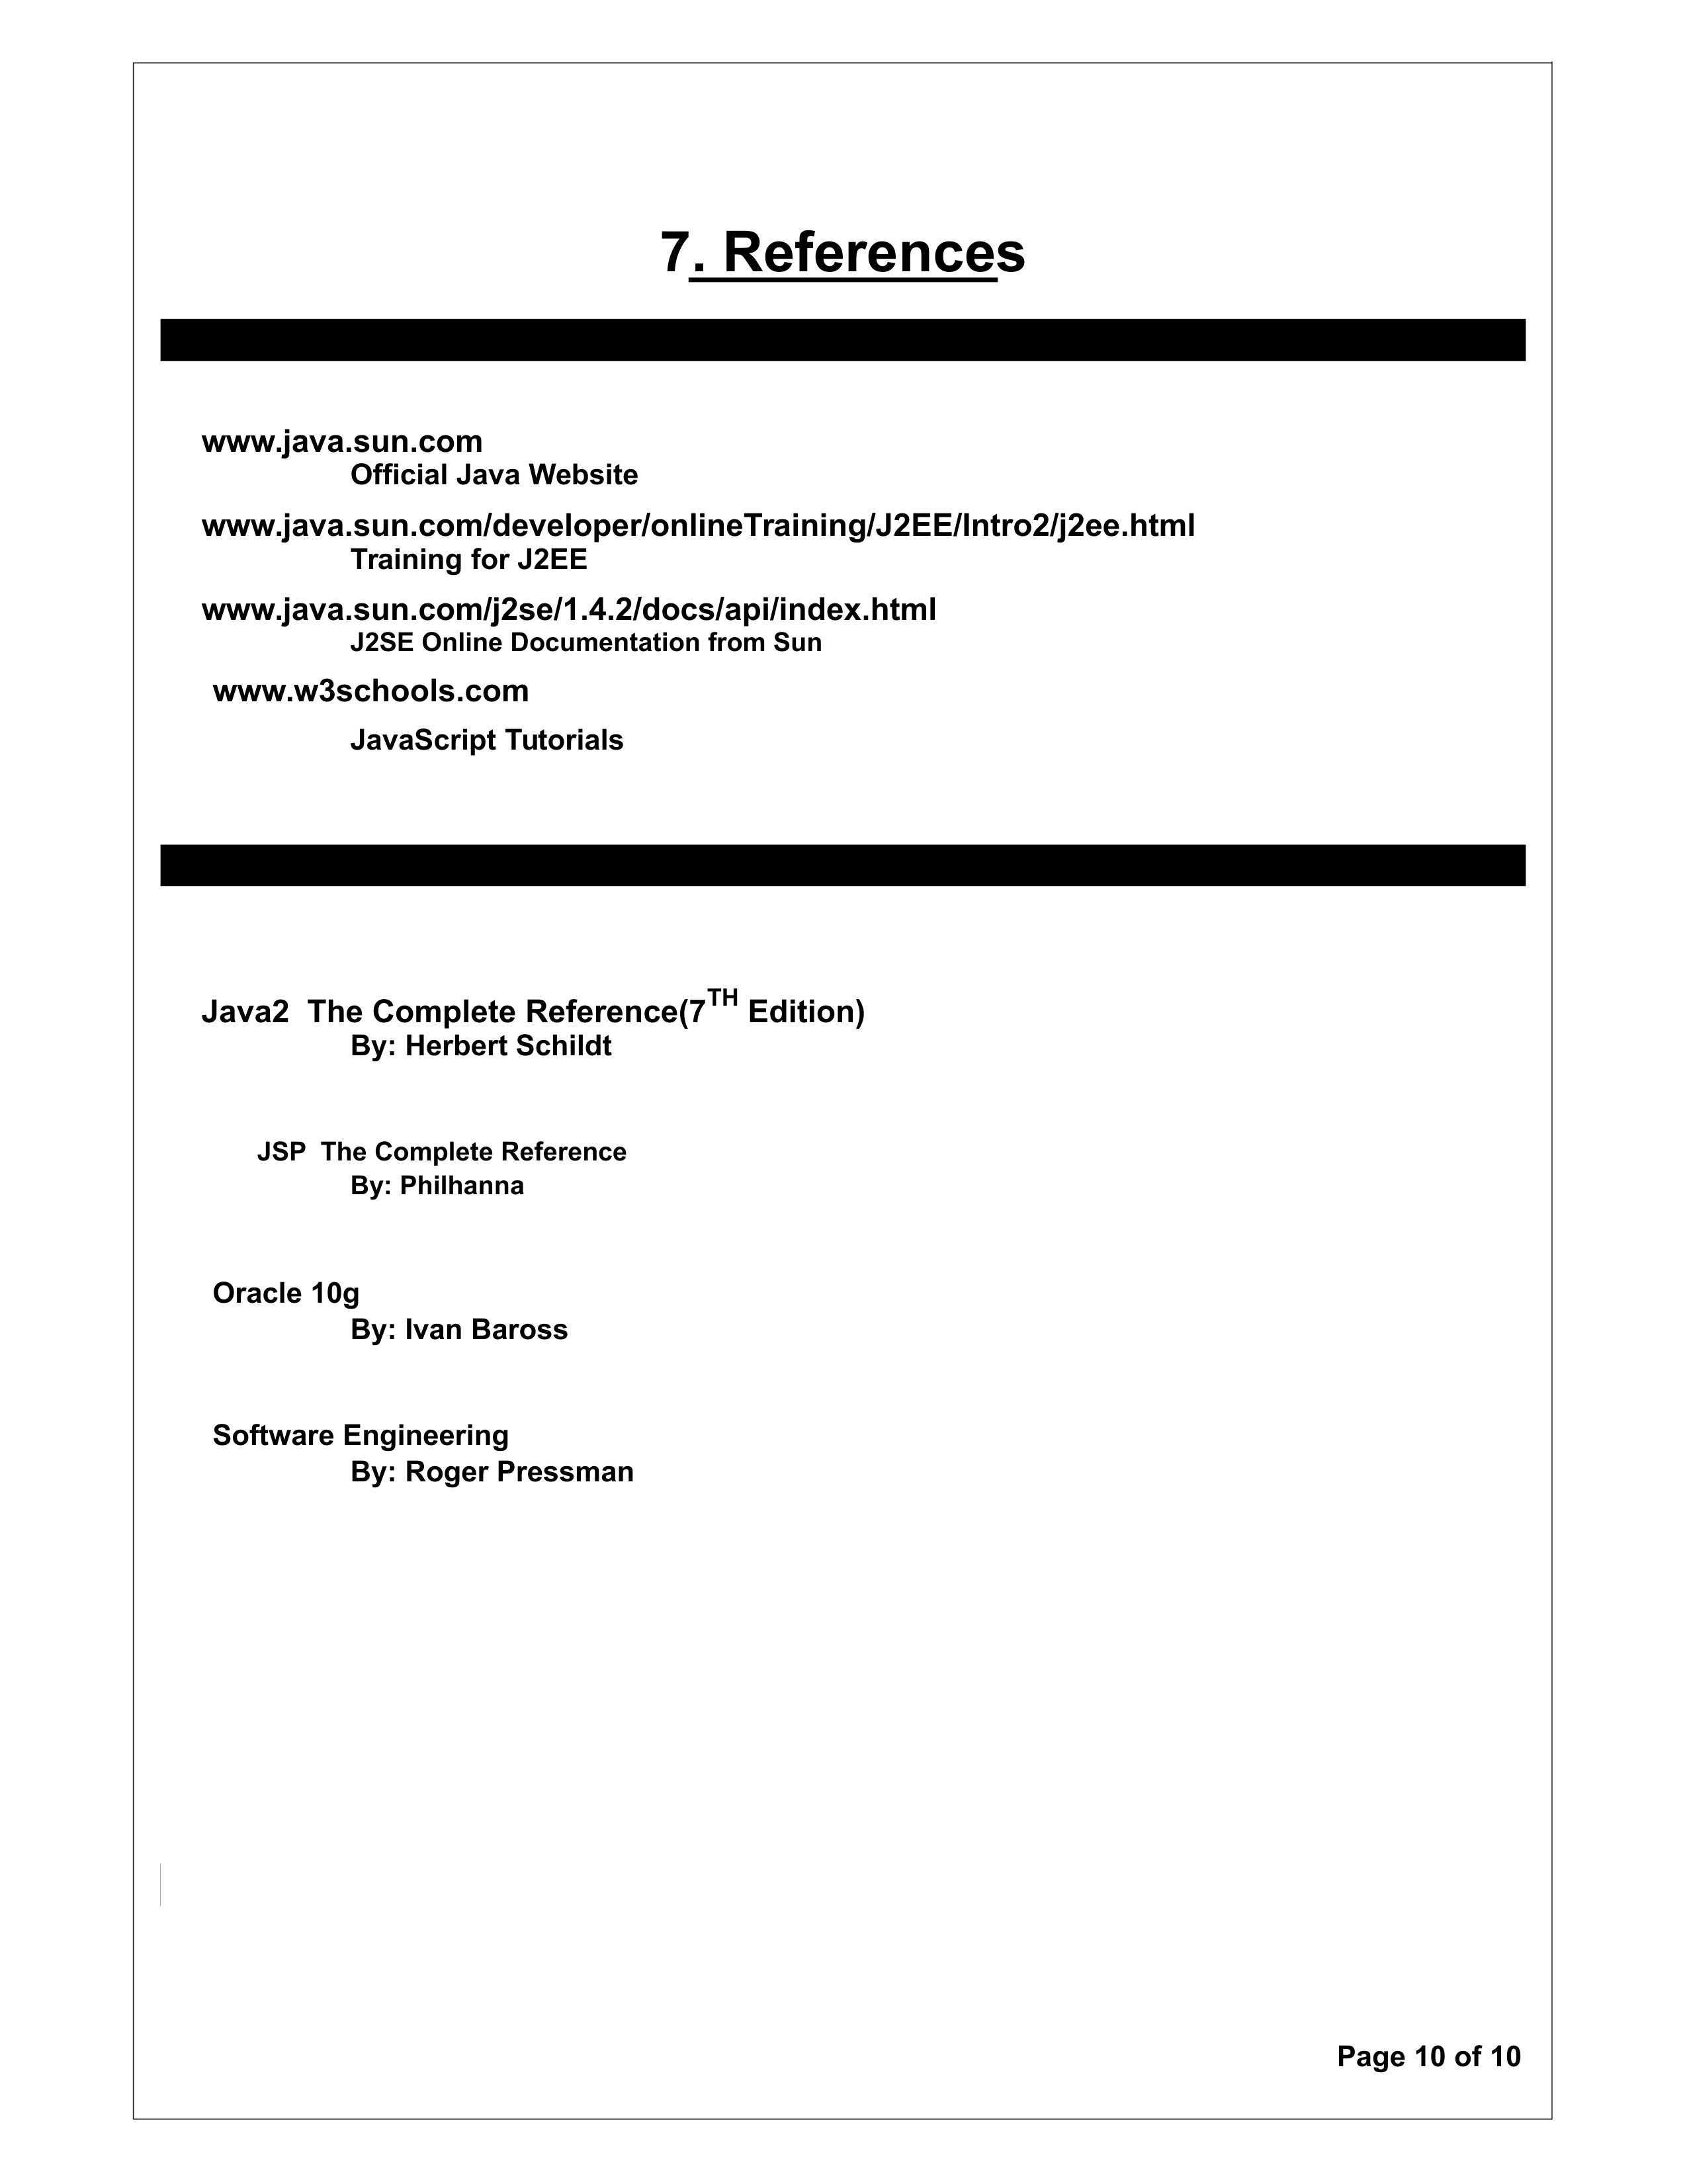 7. References
www.java.sun.com
Official Java Website
www.java.sun.com/developer/onlineTraining/J2EE/Intro2/j2ee.html
Training for J2EE
www.java.sun.com/j2se/1.4.2/docs/api/index.html
J2SE Online Documentation from Sun
www.w3schools.com
JavaScript Tutorials
Java2 The Complete Reference(7TH Edition)
By: Herbert Schildt
JSP The Complete Reference
By: Philhanna
Oracle 10g
By: Ivan Baross
Software Engineering
By: Roger Pressman
Page 10 of 10